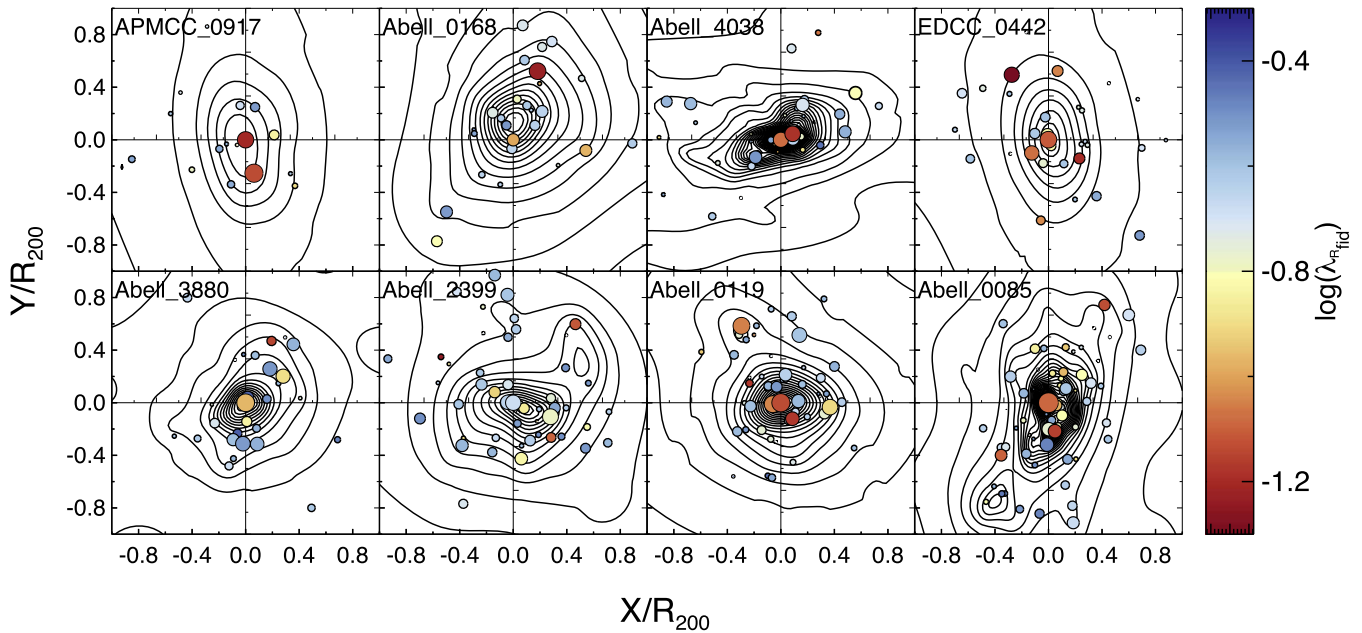 APMCC_0917 Abell_0168 Abell_4038 EDCC_0442
0.8
0.4
0.0
-0.4
-0.8
Abell_3880 Abell_2399 Abell_0119 Abell_0085
0.8
0.4
0.0
-0.4
-0.8
-0.8 -0.4 0.0 0.4 0.8 -0.8 -0.4 0.0 0.4 0.8 -0.8 -0.4 0.0 0.4 0.8 -0.8 -0.4 0.0 0.4 0.8
X/R200
Y/R200
-0.4
-0.8
-1.2
log(λRfid)